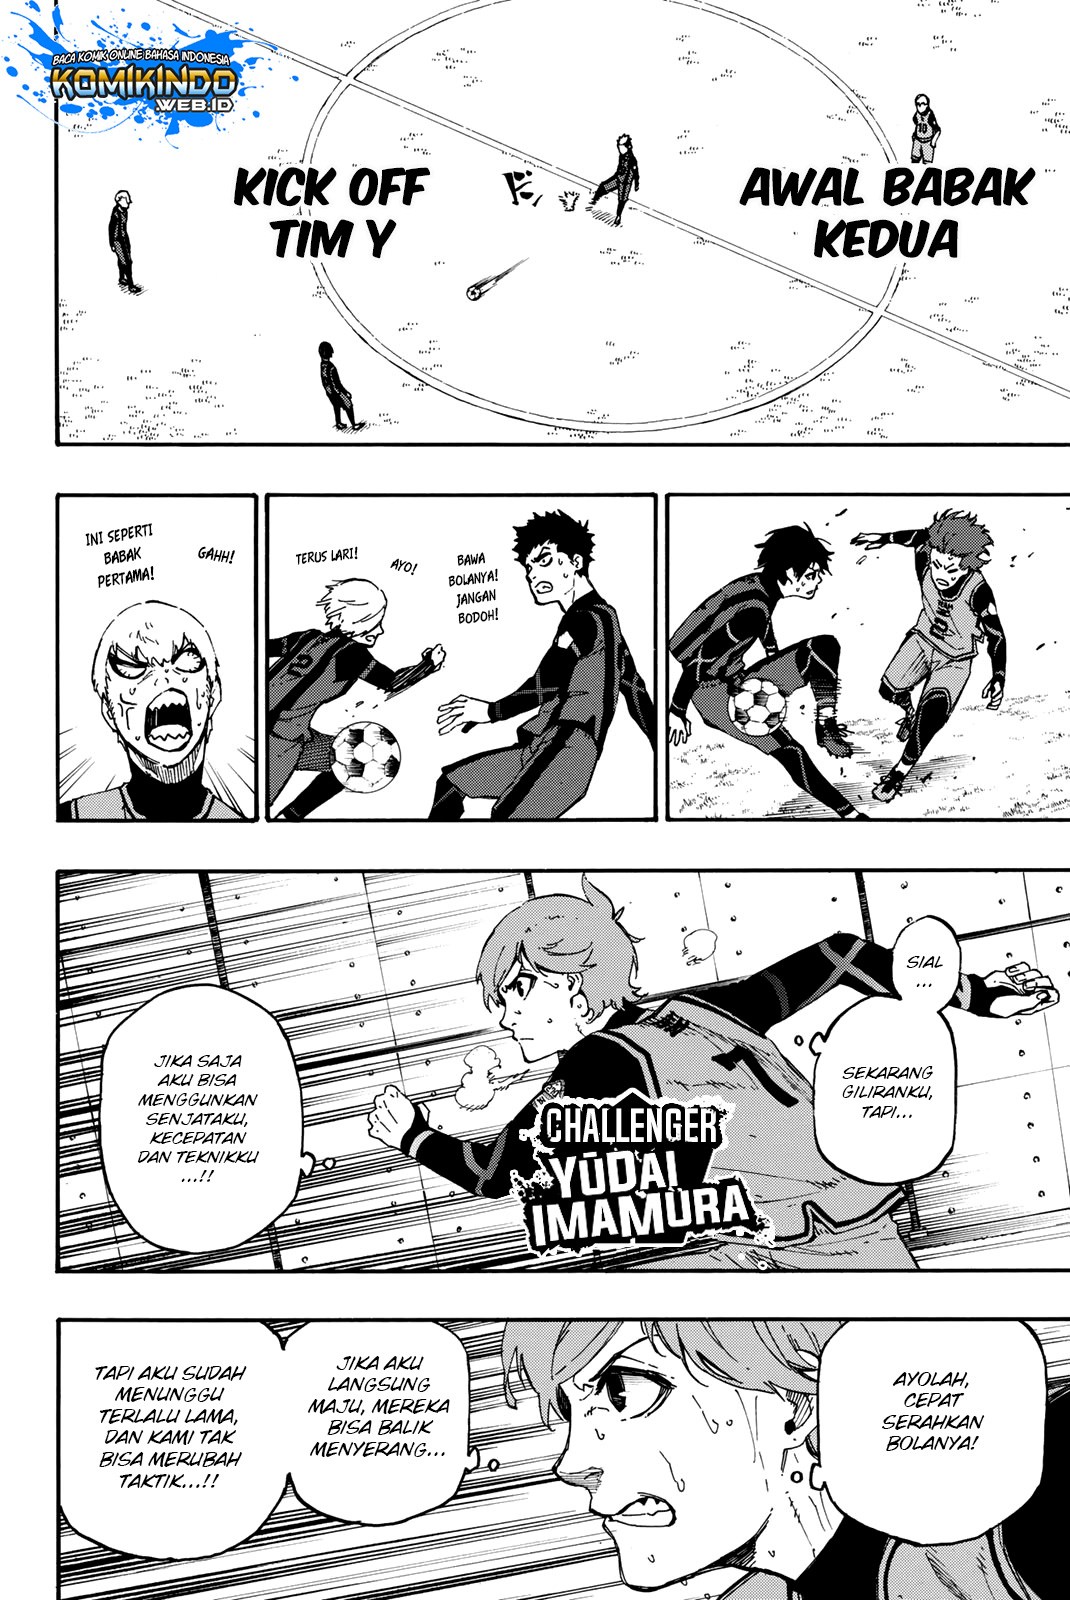 BACA KOMIK ONLINE BAHASA INDONESIA
KOMIKINDO
WEB.ID
AWAL BABAK
KEDUA
KICK OFF
TIM Y
10
BAWA
BOLANYA!
JANGAN
BODOH!
AYO!
TERUS LARI!
12
GAHH!
INI SEPERTI
BABAK
PERTAMA!
SIAL
...
SEKARANG
GILIRANKU,
TAPI...
7
CHALLENGER
YŪDAI
IMAMURA
JIKA SAJA
AKU BISA
MENGGUNKAN
SENJATAKU,
KECEPATAN
DAN TEKNIKKU
...!!
AYOLAH,
CEPAT
SERAHKAN
BOLANYA!
JIKA AKU
LANGSUNG
MAJU, MEREKA
BISA BALIK
MENYERANG...
TAPI AKU SUDAH
MENUNGGU
TERLALU LAMA,
DAN KAMI TAK
BISA MERUBAH
TAKTIK...!!